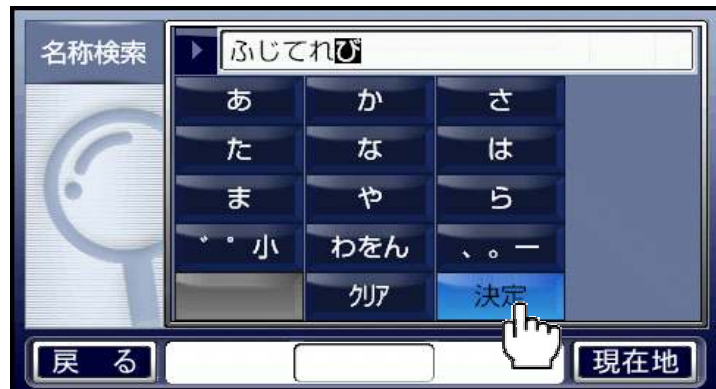 名称検索
ふじてれび
あ か さ
た な は
ま や ら
゛゜小 わをん 、。ー
クリア 決定
戻る 現在地